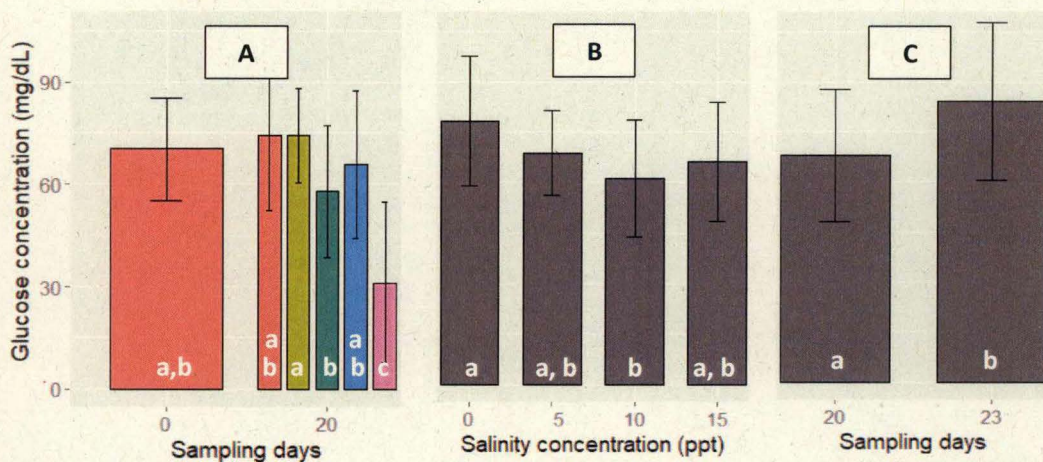 A
B
C
Glucose concentration (mg/dL)
90
60
30
0
a,b
a
b
a
b
a
b
c
a
a, b
b
a, b
a
b
0
20
0
5
10
15
20
23
Sampling days
Salinity concentration (ppt)
Sampling days